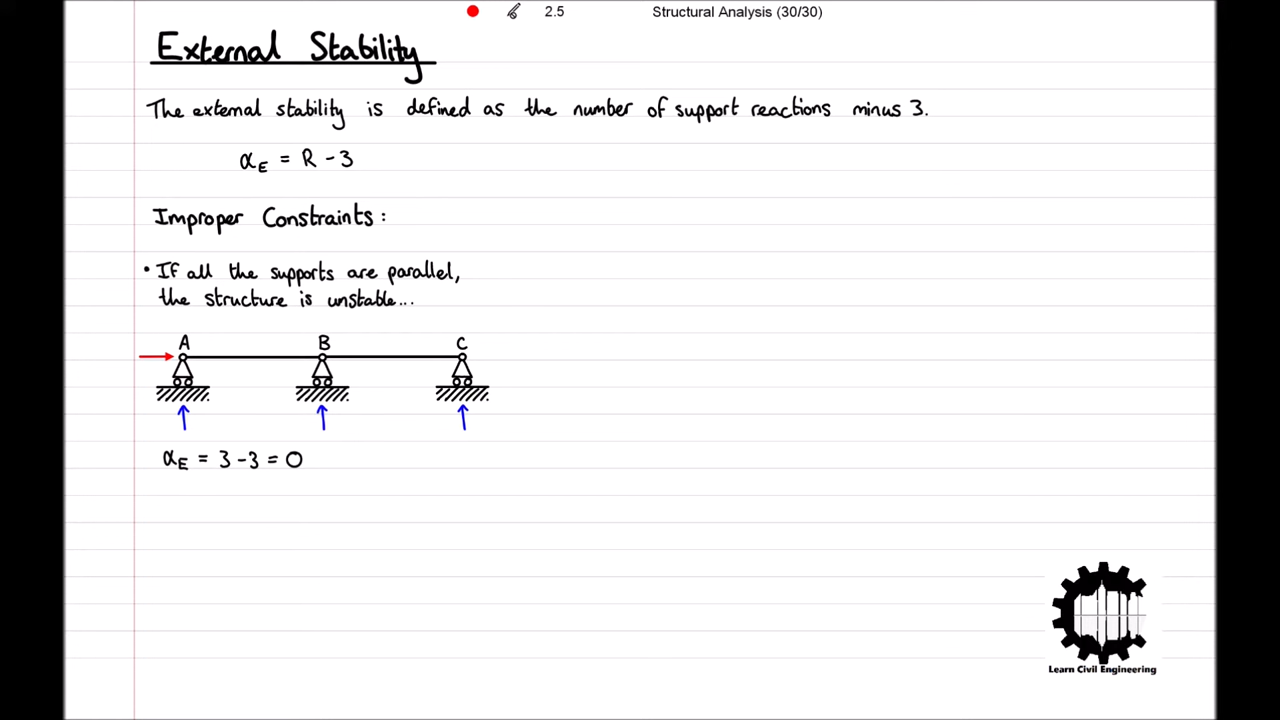 2.5 Structural Analysis (30/30)
External Stability
The external stability is defined as the number of support reactions minus 3.
αE = R - 3
Improper Constraints:
• If all the supports are parallel,
the structure is unstable...
A B C
αE = 3 - 3 = 0
Learn Civil Engineering